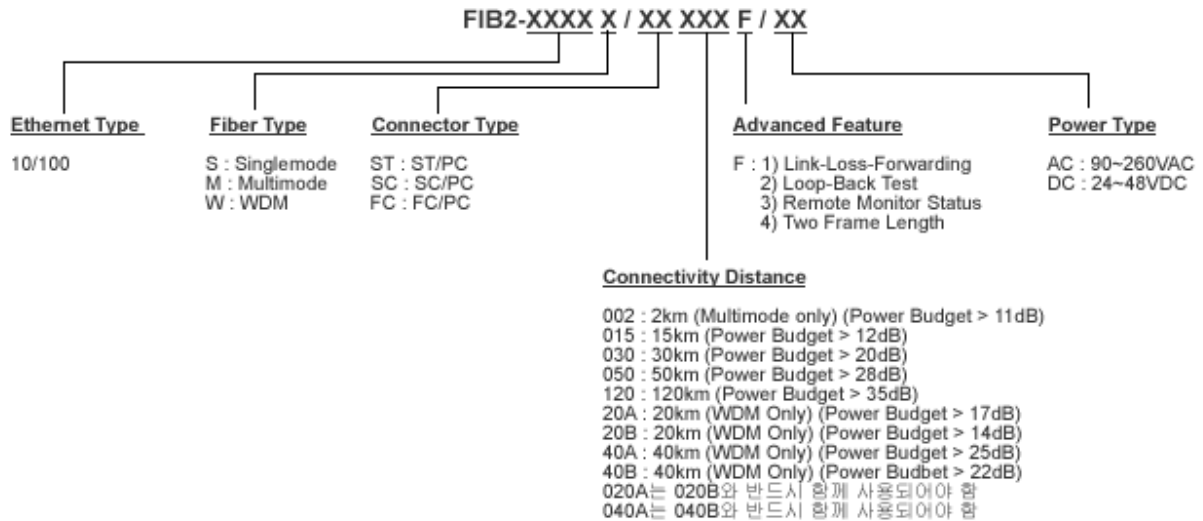 FIB2-XXXX X / XX XXX F / XX
Ethernet Type
10/100
Fiber Type
S : Singlemode
M : Multimode
W : WDM
Connector Type
ST : ST/PC
SC : SC/PC
FC : FC/PC
Advanced Feature
F : 1) Link-Loss-Forwarding
2) Loop-Back Test
3) Remote Monitor Status
4) Two Frame Length
Power Type
AC : 90~260VAC
DC : 24~48VDC
Connectivity Distance
002 : 2km (Multimode only) (Power Budget > 11dB)
015 : 15km (Power Budget > 12dB)
030 : 30km (Power Budget > 20dB)
050 : 50km (Power Budget > 28dB)
120 : 120km (Power Budget > 35dB)
20A : 20km (WDM Only) (Power Budget > 17dB)
20B : 20km (WDM Only) (Power Budget > 14dB)
40A : 40km (WDM Only) (Power Budget > 25dB)
40B : 40km (WDM Only) (Power Budbet > 22dB)
020A는 020B와 반드시 함께 사용되어야 함
040A는 040B와 반드시 함께 사용되어야 함